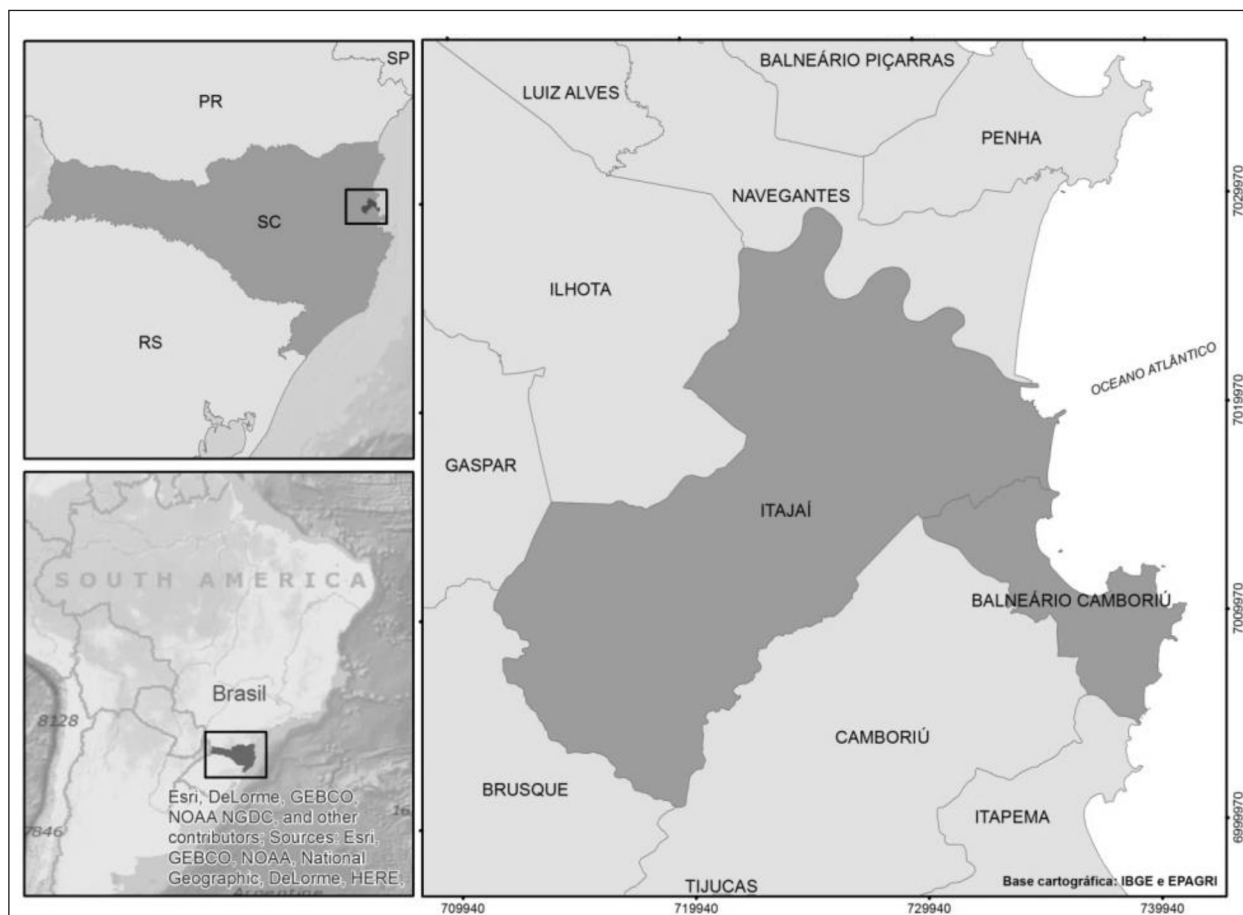 SP
PR
SC
RS
SOUTH AMERICA
Brasil
8128
7846
Esri, DeLorme, GEBCO,
NOAA NGDC, and other
contributors; Sources: Esri,
GEBCO, NOAA, National
Geographic, DeLorme, HERE,
BALNEÁRIO PIÇARRAS
LUIZ ALVES
PENHA
NAVEGANTES
ILHOTA
OCEANO ATLÂNTICO
GASPAR
ITAJAÍ
BALNEÁRIO CAMBORIÚ
CAMBORIÚ
BRUSQUE
ITAPEMA
TIJUCAS
Base cartográfica: IBGE e EPAGRI
7029970
7019970
7009970
6999970
709940
719940
729940
739940